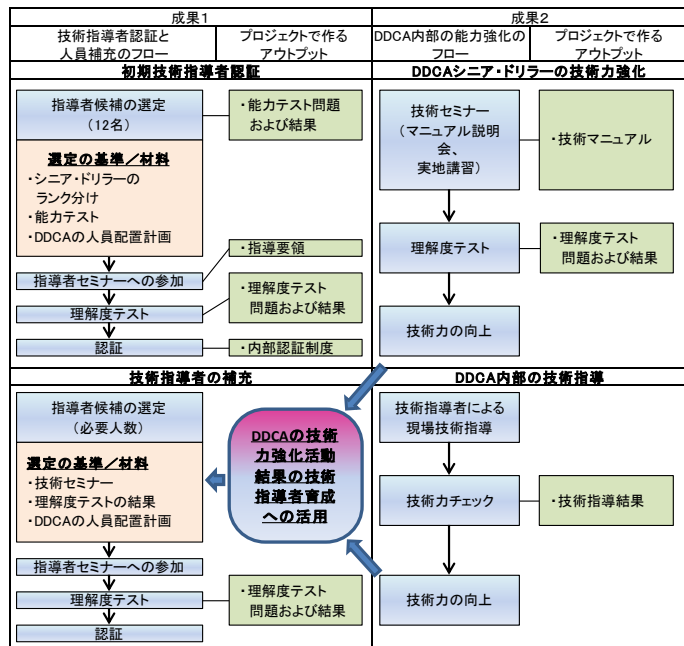 成果1
成果2
技術指導者認証と
人員補充のフロー
プロジェクトで作る
アウトプット
DDCA内部の能力強化の
フロー
プロジェクトで作る
アウトプット
初期技術指導者認証
指導者候補の選定
(12名)
・能力テスト問題
および結果
選定の基準/材料
・シニア・ドリラーの
ランク分け
・能力テスト
・DDCAの人員配置計画
・指導要領
指導者セミナーへの参加
理解度テスト
・理解度テスト
問題および結果
認証
・内部認証制度
DDCAシニア・ドリラーの技術力強化
技術セミナー
(マニュアル説明
会、
実地講習)
・技術マニュアル
理解度テスト
・理解度テスト
問題および結果
技術力の向上
技術指導者の補充
指導者候補の選定
(必要人数)
選定の基準/材料
・技術セミナー
・理解度テストの結果
・DDCAの人員配置計画
指導者セミナーへの参加
理解度テスト
・理解度テスト
問題および結果
認証
DDCAの技術
力強化活動
結果の技術
指導者育成
への活用
DDCA内部の技術指導
技術指導者による
現場技術指導
技術力チェック
・技術指導結果
技術力の向上